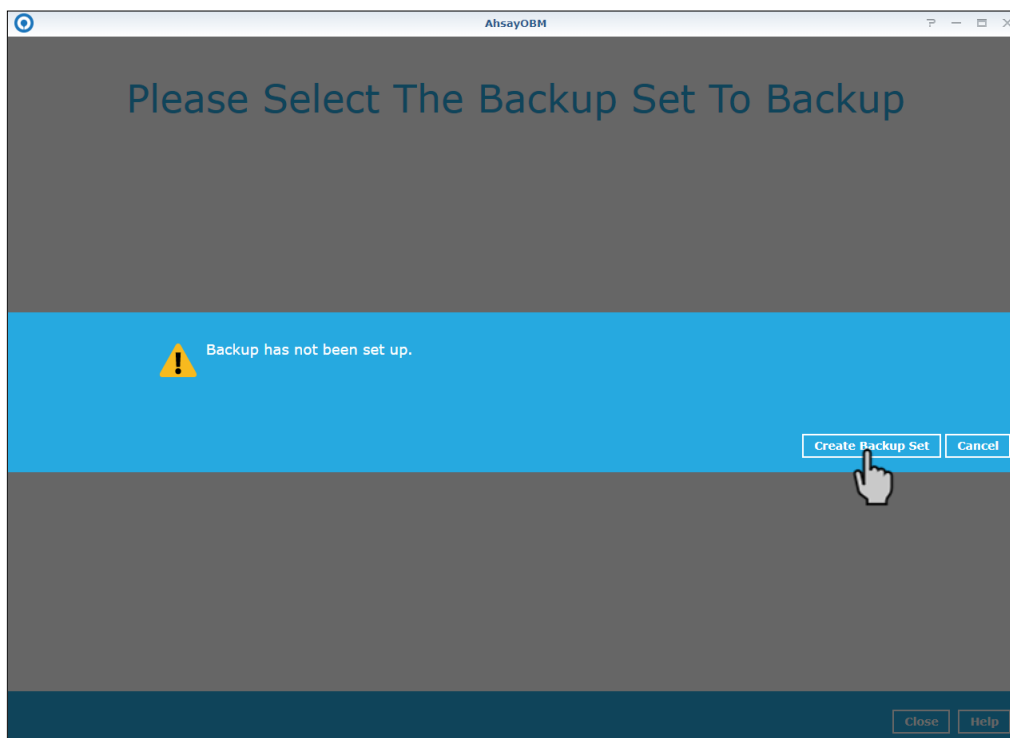 AhsayOBM
Please Select The Backup Set To Backup
Backup has not been set up.
Create Backup Set Cancel
Close Help